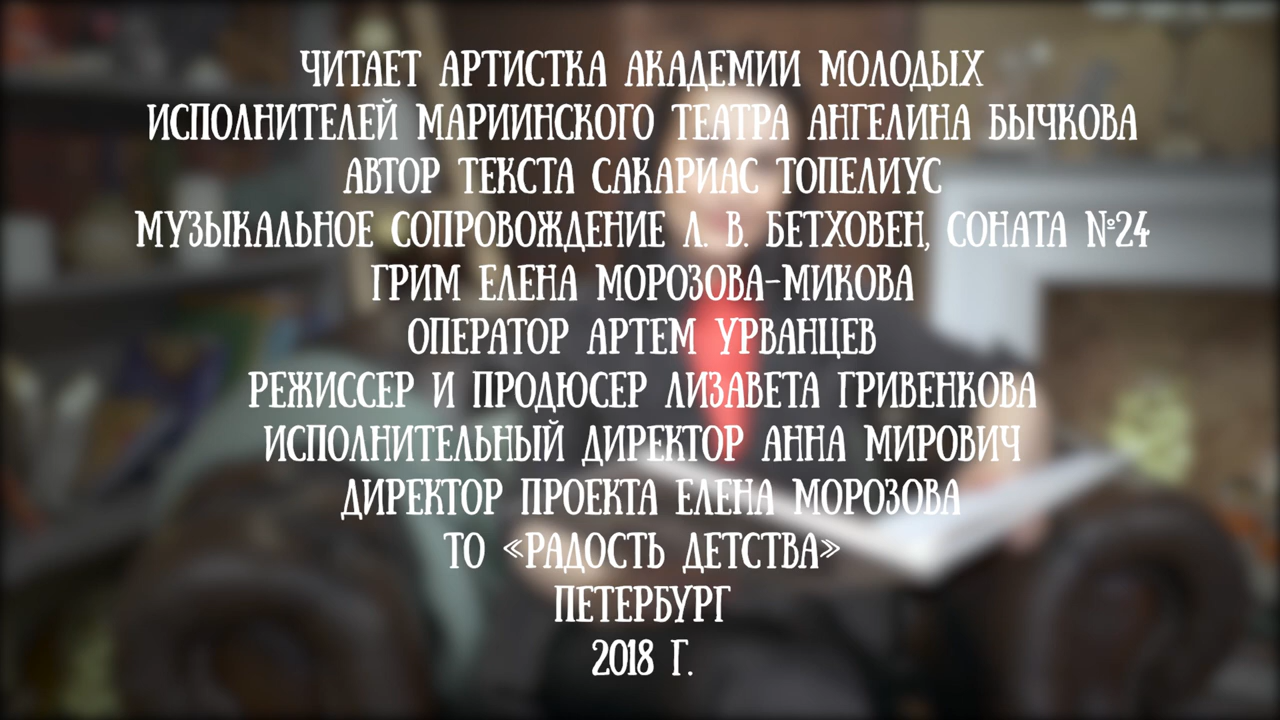 ЧИТАЕТ АРТИСТКА АКАДЕМИИ МОЛОДЫХ
ИСПОЛНИТЕЛЕЙ МАРИИНСКОГО ТЕАТРА АНГЕЛИНА БЫЧКОВА
АВТОР ТЕКСТА САКАРИАС ТОПЕЛИУС
МУЗЫКАЛЬНОЕ СОПРОВОЖДЕНИЕ Л. В. БЕТХОВЕН, СОНАТА №24
ГРИМ ЕЛЕНА МОРОЗОВА-МИКОВА
ОПЕРАТОР АРТЕМ УРВАНЦЕВ
РЕЖИССЕР И ПРОДЮСЕР ЛИЗАВЕТА ГРИВЕНКОВА
ИСПОЛНИТЕЛЬНЫЙ ДИРЕКТОР АННА МИРОВИЧ
ДИРЕКТОР ПРОЕКТА ЕЛЕНА МОРОЗОВА
ТО «РАДОСТЬ ДЕТСТВА»
ПЕТЕРБУРГ
2018 Г.